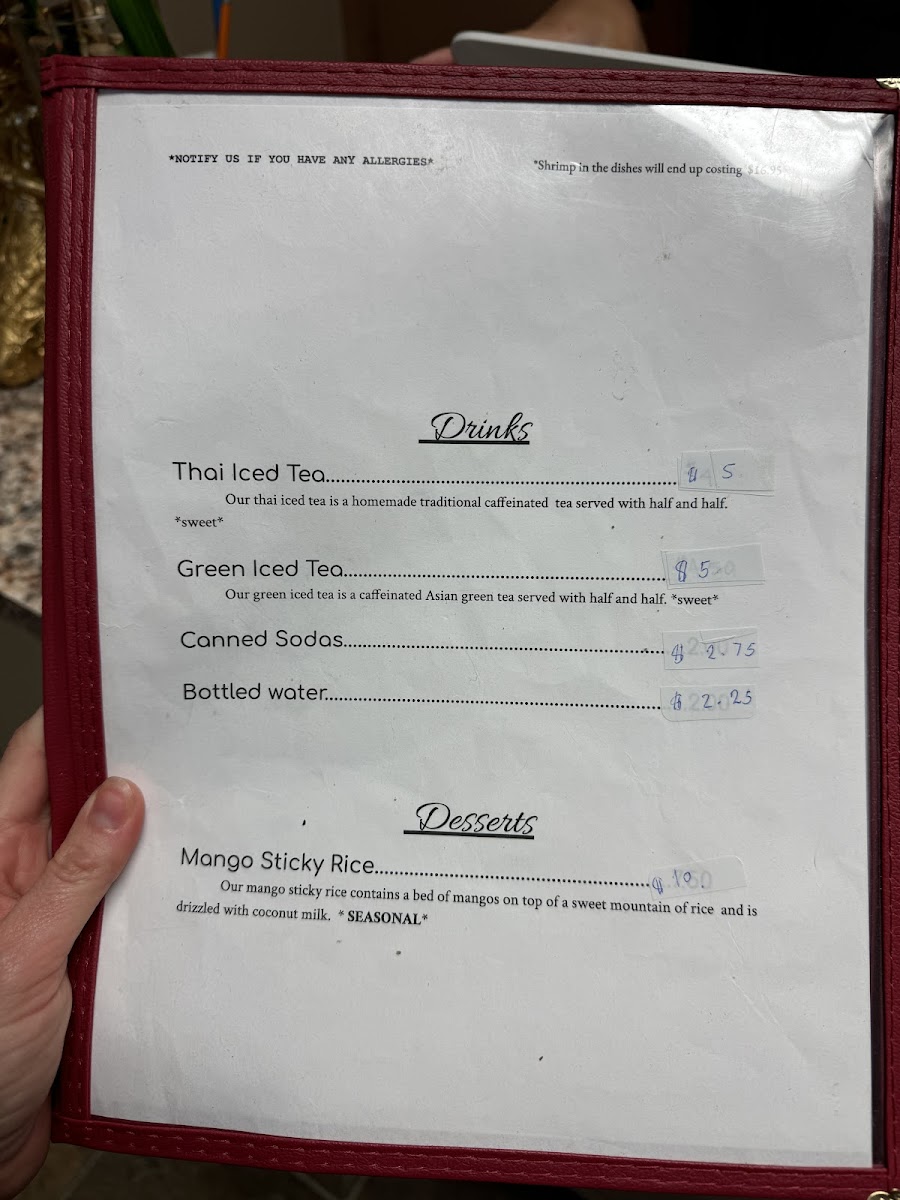 *NOTIFY US IF YOU HAVE ANY ALLERGIES*
*Shrimp in the dishes will end up costing $16.95*
Drinks
Thai Iced Tea.......................................................... $ 5
Our thai iced tea is a homemade traditional caffeinated tea served with half and half.
*sweet*
Green Iced Tea..................................................... $ 5
Our green iced tea is a caffeinated Asian green tea served with half and half. *sweet*
Canned Sodas..................................................... $ 2.75
Bottled water........................................................ $ 2.25
Desserts
Mango Sticky Rice.............................................. $ 10.
Our mango sticky rice contains a bed of mangos on top of a sweet mountain of rice and is
drizzled with coconut milk. * SEASONAL*